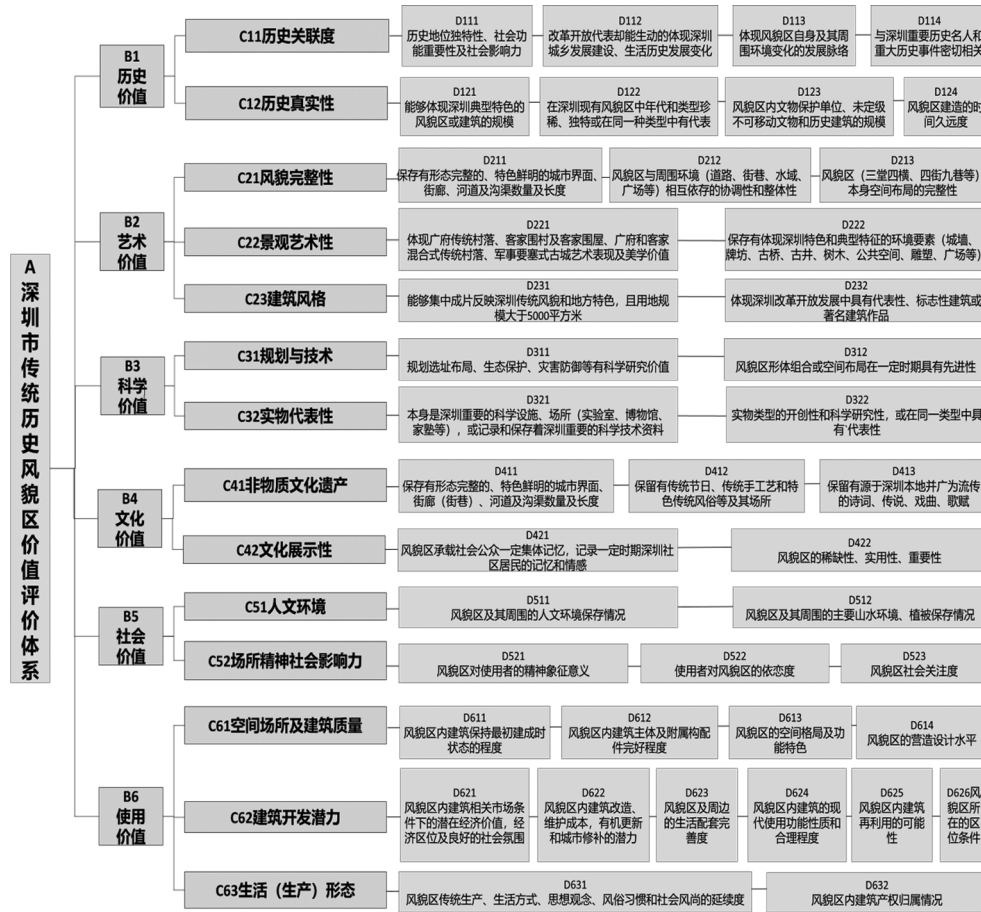 A
深
圳
市
传
统
历
史
风
貌
区
价
值
评
价
体
系
B1
历史
价值
C11历史关联度
D111
历史地位独特性、社会功
能重要性及社会影响力
D112
改革开放代表却能生动的体现深圳
城乡发展建设、生活历史发展变化
D113
体现风貌区自身及其周
围环境变化的发展脉络
D114
与深圳重要历史名人和
重大历史事件密切相关
C12历史真实性
D121
能够体现深圳典型特色的
风貌区或建筑的规模
D122
在深圳现有风貌区中年代和类型珍
稀、独特或在同一种类型中有代表
D123
风貌区内文物保护单位、未定级
不可移动文物和历史建筑的规模
D124
风貌区建造的时
间久远度
B2
艺术
价值
C21风貌完整性
D211
保存有形态完整的、特色鲜明的城市界面、
街廊、河道及沟渠数量及长度
D212
风貌区与周围环境（道路、街巷、水域、
广场等）相互依存的协调性和整体性
D213
风貌区（三堂四横、四街九巷等）
本身空间布局的完整性
C22景观艺术性
D221
体现广府传统村落、客家围村及客家围屋、广府和客家
混合式传统村落、军事要塞式古城艺术表现及美学价值
D222
保存有体现深圳特色和典型特征的环境要素（城墙、
牌坊、古桥、古井、树木、公共空间、雕塑、广场等）
C23建筑风格
D231
能够集中成片反映深圳传统风貌和地方特色，且用地规
模大于5000平方米
D232
体现深圳改革开放发展中具有代表性、标志性建筑或
著名建筑作品
B3
科学
价值
C31规划与技术
D311
规划选址布局、生态保护、灾害防御等有科学研究价值
D312
风貌区形体组合或空间布局在一定时期具有先进性
C32实物代表性
D321
本身是深圳重要的科学设施、场所（实验室、博物馆、
家塾等），或记录和保存着深圳重要的科学技术资料
D322
实物类型的开创性和科学研究性，或在同一类型中具
有代表性
B4
文化
价值
C41非物质文化遗产
D411
保存有形态完整的、特色鲜明的城市界面、
街廊（街巷）、河道及沟渠数量及长度
D412
保留有传统节日、传统手工艺和特
色传统风俗等及其场所
D413
保留有源于深圳本地并广为流传
的诗词、传说、戏曲、歌赋
C42文化展示性
D421
风貌区承载社会公众一定集体记忆，记录一定时期深圳社
区居民的记忆和情感
D422
风貌区的稀缺性、实用性、重要性
B5
社会
价值
C51人文环境
D511
风貌区及其周围的人文环境保存情况
D512
风貌区及其周围的主要山水环境、植被保存情况
C52场所精神社会影响力
D521
风貌区对使用者的精神象征意义
D522
使用者对风貌区的依恋度
D523
风貌区社会关注度
B6
使用
价值
C61空间场所及建筑质量
D611
风貌区内建筑保持最初建成时
状态的程度
D612
风貌区内建筑主体及附属构配
件完好程度
D613
风貌区的空间格局及功
能特色
D614
风貌区的营造设计水平
C62建筑开发潜力
D621
风貌区内建筑相关市场条
件下的潜在经济价值，经
济区位及良好的社会氛围
D622
风貌区内建筑改造、
维护成本，有机更新
和城市修补的潜力
D623
风貌区及周边
的生活配套完
善度
D624
风貌区内建筑的现
代使用功能性质和
合理程度
D625
风貌区内建筑
再利用的可能
性
D626风
貌区所
在的区
位条件
C63生活（生产）形态
D631
风貌区传统生产、生活方式、思想观念、风俗习惯和社会风尚的延续度
D632
风貌区内建筑产权归属情况